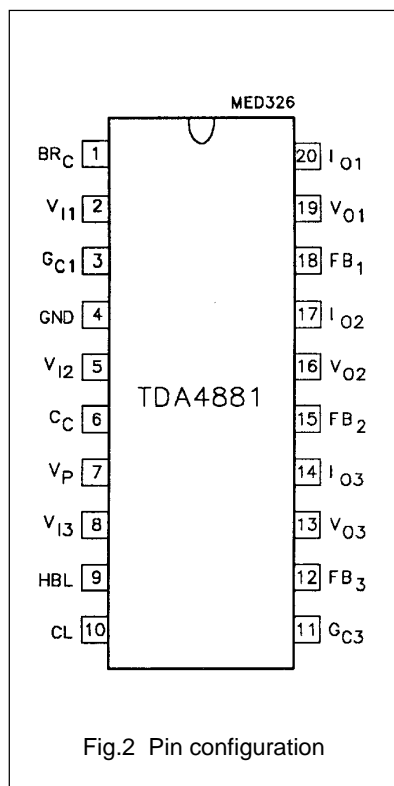 MED326
BRC 1 20 IO1
VI1 2 19 VO1
GC1 3 18 FB1
GND 4 17 IO2
VI2 5 16 VO2
TDA4881
CC 6 15 FB2
VP 7 14 IO3
VI3 8 13 VO3
HBL 9 12 FB3
CL 10 11 GC3
Fig.2 Pin configuration